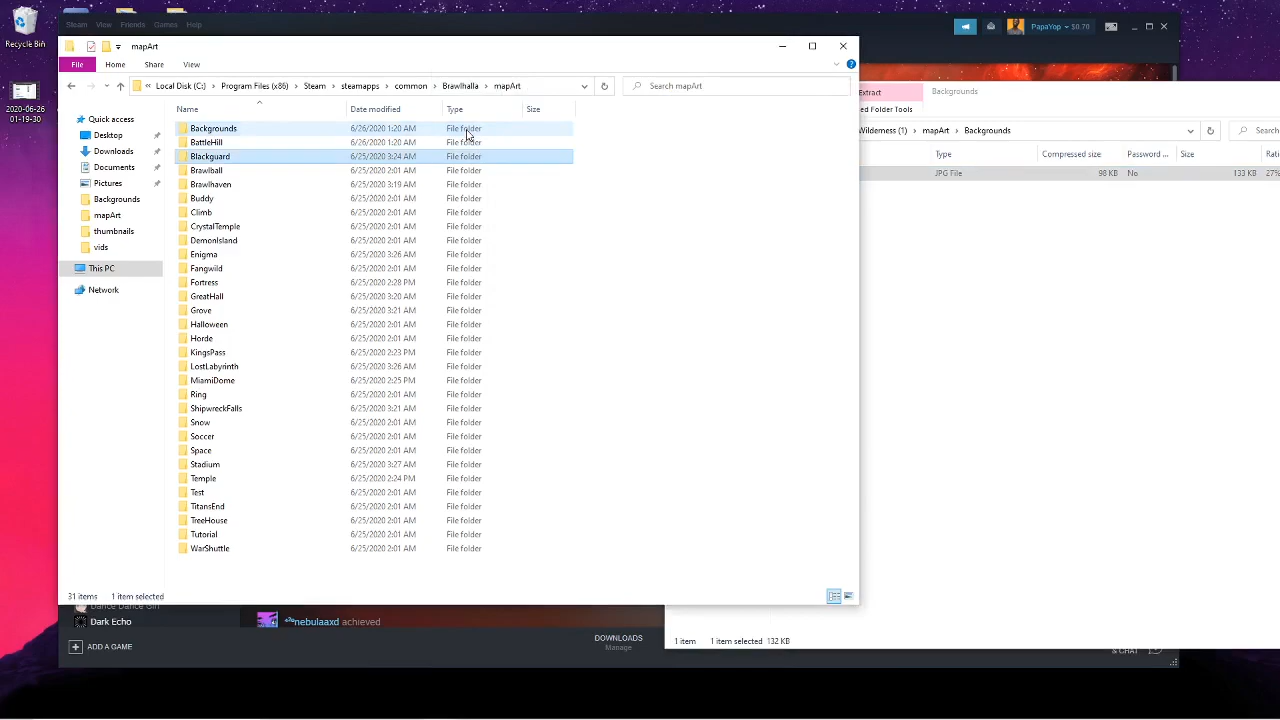 Steam View Friends Games Help
PapaYop $0.70
Recycle Bin
2020-06-26
01-19-30
mapArt
File Home Share View
« Local Disk (C:) Program Files (x86) Steam steamapps common Brawlhalla mapArt
Search mapArt
Name Date modified Type Size
Quick access
Desktop
Downloads
Documents
Pictures
Backgrounds
mapArt
thumbnails
vids
This PC
Network
Backgrounds 6/26/2020 1:20 AM File folder
BattleHill 6/26/2020 1:20 AM File folder
Blackguard 6/25/2020 3:24 AM File folder
Brawlball 6/25/2020 2:01 AM File folder
Brawlhaven 6/25/2020 3:19 AM File folder
Buddy 6/25/2020 2:01 AM File folder
Climb 6/25/2020 2:01 AM File folder
CrystalTemple 6/25/2020 2:01 AM File folder
DemonIsland 6/25/2020 2:01 AM File folder
Enigma 6/25/2020 3:26 AM File folder
Fangwild 6/25/2020 2:01 AM File folder
Fortress 6/25/2020 2:28 PM File folder
GreatHall 6/25/2020 3:20 AM File folder
Grove 6/25/2020 3:21 AM File folder
Halloween 6/25/2020 2:01 AM File folder
Horde 6/25/2020 2:01 AM File folder
KingsPass 6/25/2020 2:23 PM File folder
LostLabyrinth 6/25/2020 3:26 AM File folder
MiamiDome 6/25/2020 2:25 PM File folder
Ring 6/25/2020 2:01 AM File folder
ShipwreckFalls 6/25/2020 3:21 AM File folder
Snow 6/25/2020 2:01 AM File folder
Soccer 6/25/2020 2:01 AM File folder
Space 6/25/2020 2:01 AM File folder
Stadium 6/25/2020 3:27 AM File folder
Temple 6/25/2020 2:24 PM File folder
Test 6/25/2020 2:01 AM File folder
TitansEnd 6/25/2020 2:01 AM File folder
TreeHouse 6/25/2020 2:01 AM File folder
Tutorial 6/25/2020 2:01 AM File folder
WarShuttle 6/25/2020 2:01 AM File folder
31 items 1 item selected
Extract Backgrounds
ed Folder Tools
Wilderness (1) mapArt Backgrounds
Search
Type Compressed size Password ... Size Ratio
JPG File 98 KB No 133 KB 27%
1 item 1 item selected 132 KB
Dance Dance Girl
Dark Echo
nebulaaxd achieved
ADD A GAME
DOWNLOADS
Manage
& CHAT